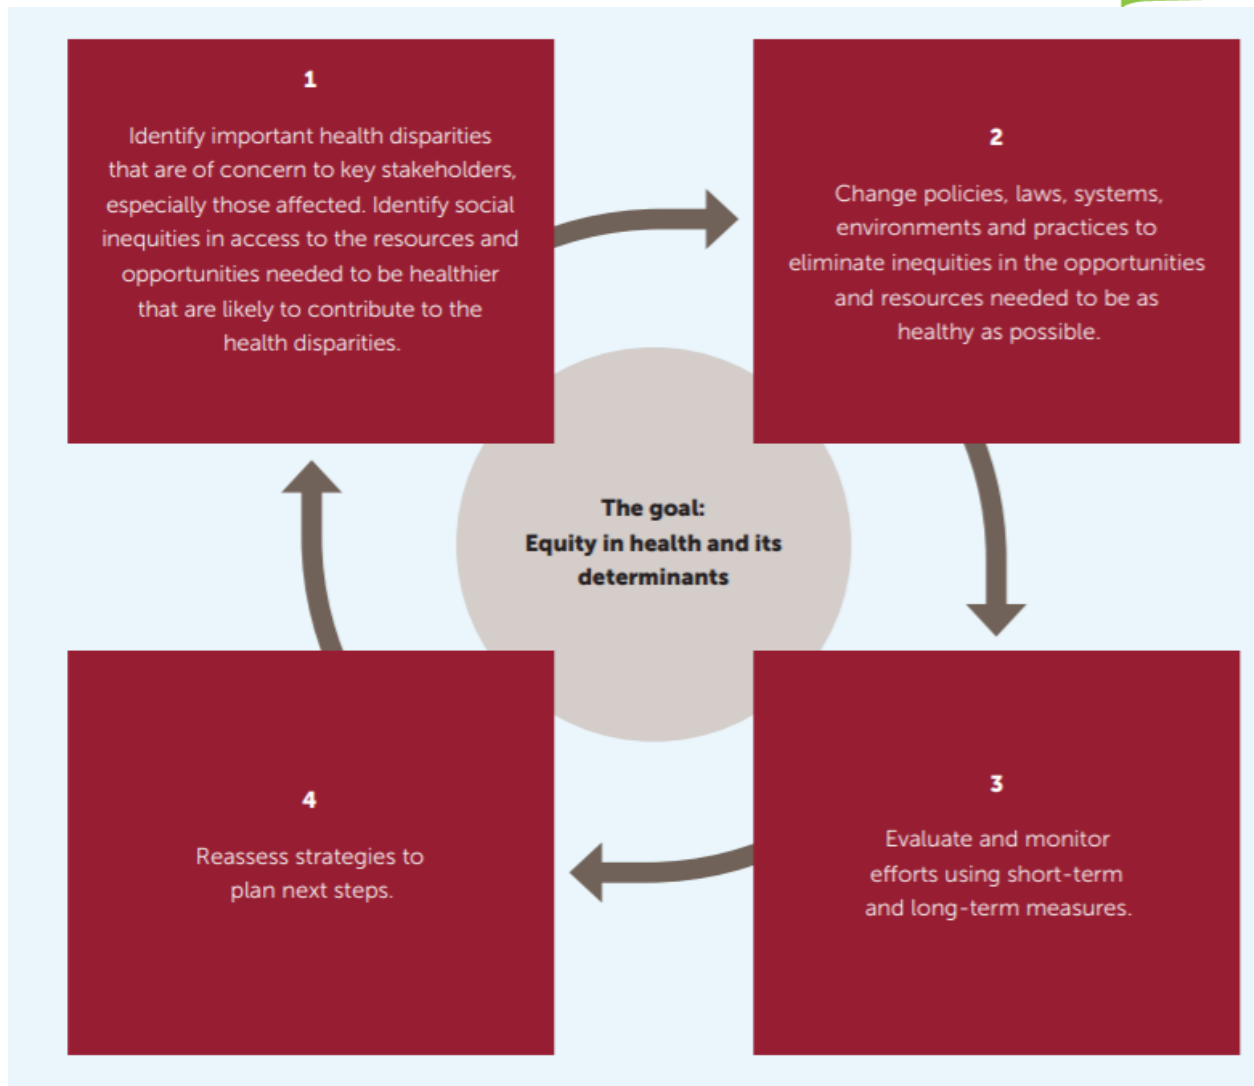 1
Identify important health disparities
that are of concern to key stakeholders,
especially those affected. Identify social
inequities in access to the resources and
opportunities needed to be healthier
that are likely to contribute to the
health disparities.
2
Change policies, laws, systems,
environments and practices to
eliminate inequities in the opportunities
and resources needed to be as
healthy as possible.
The goal:
Equity in health and its
determinants
3
Evaluate and monitor
efforts using short-term
and long-term measures.
4
Reassess strategies to
plan next steps.